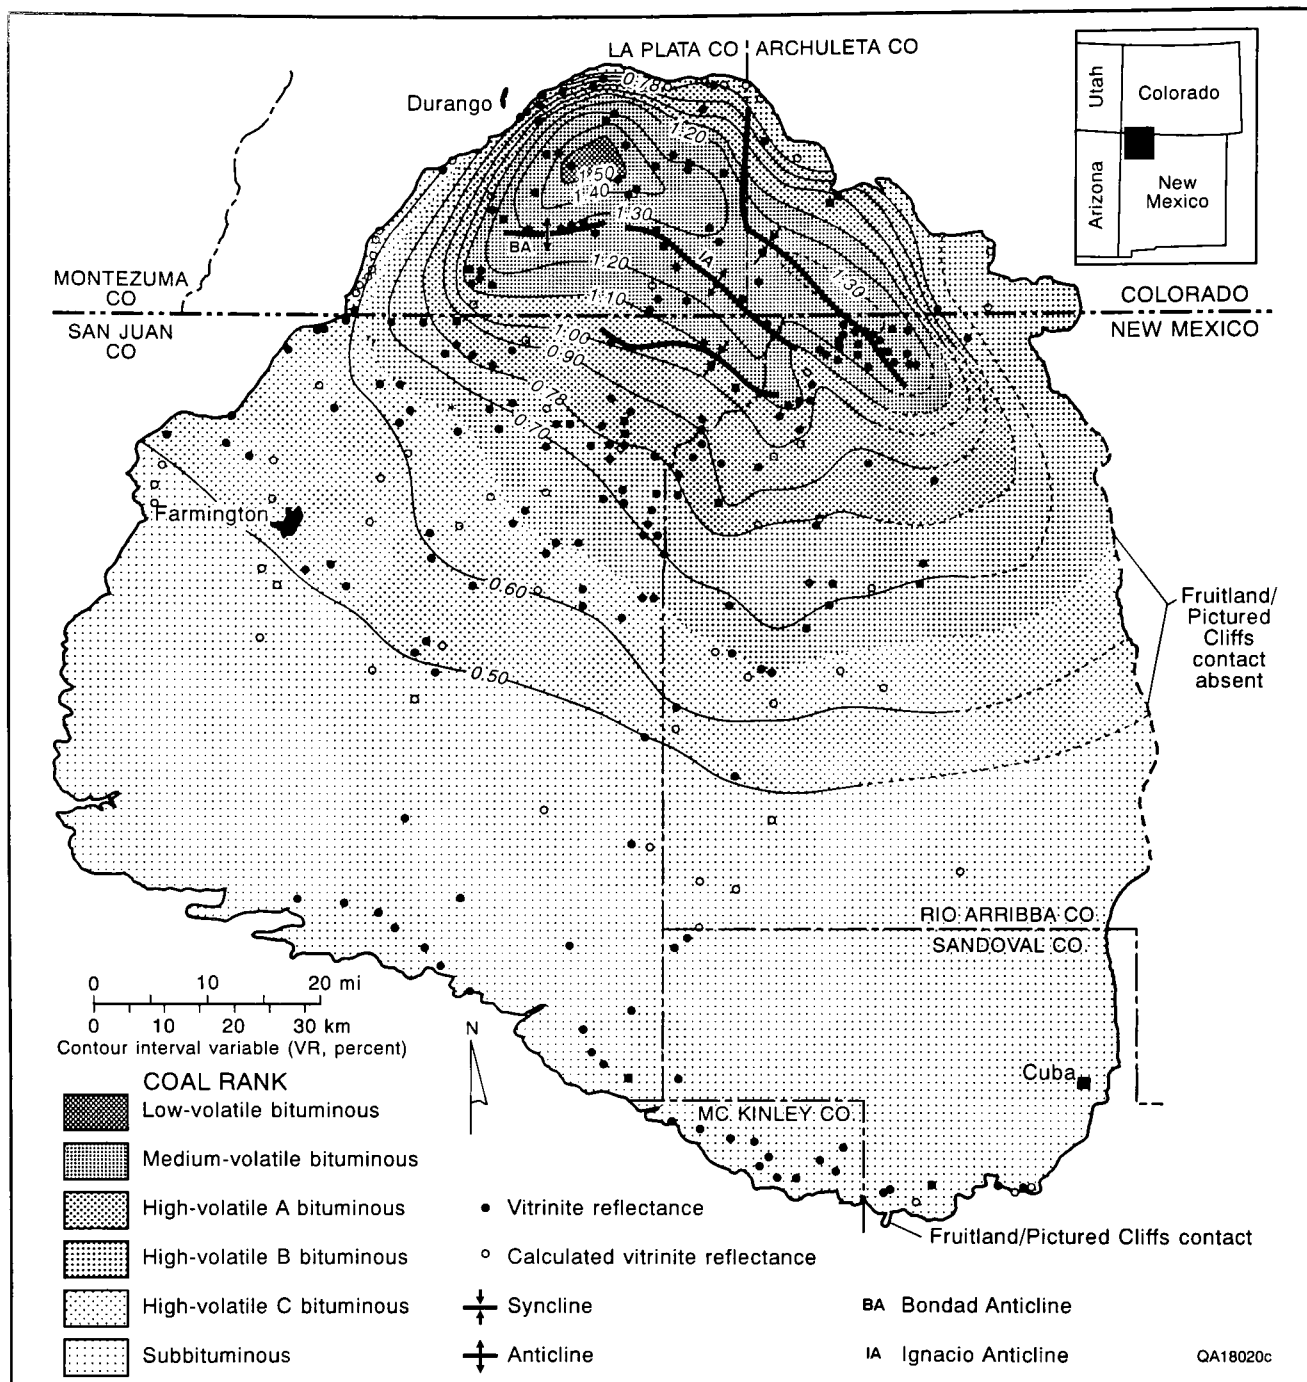 LA PLATA CO
ARCHULETA CO
Durango
Utah
Colorado
Arizona
New
Mexico
0.78
1.20
1.50
1.40
1.30
BA
IA
1.20
1.30
1.10
1.00
0.90
0.78
0.70
MONTEZUMA
CO
SAN JUAN
CO
COLORADO
NEW MEXICO
Farmington
0.60
0.50
Fruitland/
Pictured
Cliffs
contact
absent
RIO ARRIBBA CO.
SANDOVAL CO.
0 10 20 mi
0 10 20 30 km
Contour interval variable (VR, percent)
N
Cuba
MC. KINLEY CO.
COAL RANK
Low-volatile bituminous
Medium-volatile bituminous
High-volatile A bituminous
High-volatile B bituminous
High-volatile C bituminous
Subbituminous
Vitrinite reflectance
Calculated vitrinite reflectance
Syncline
Anticline
Fruitland/Pictured Cliffs contact
BA Bondad Anticline
IA Ignacio Anticline
QA18020c